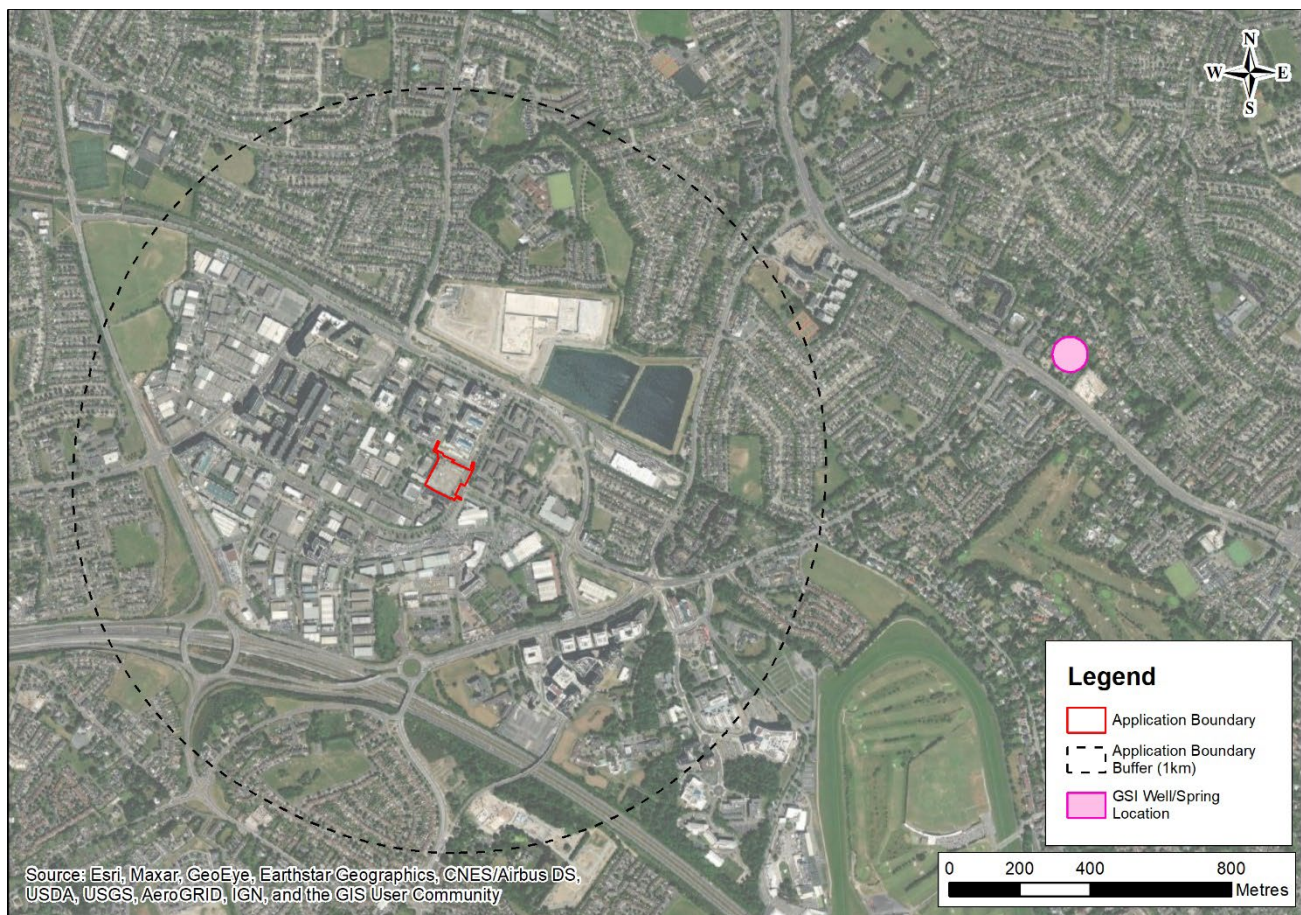 N
W E
S
Legend
Application Boundary
Application Boundary
Buffer (1km)
GSI Well/Spring
Location
0 200 400 800
Metres
Source: Esri, Maxar, GeoEye, Earthstar Geographics, CNES/Airbus DS,
USDA, USGS, AeroGRID, IGN, and the GIS User Community